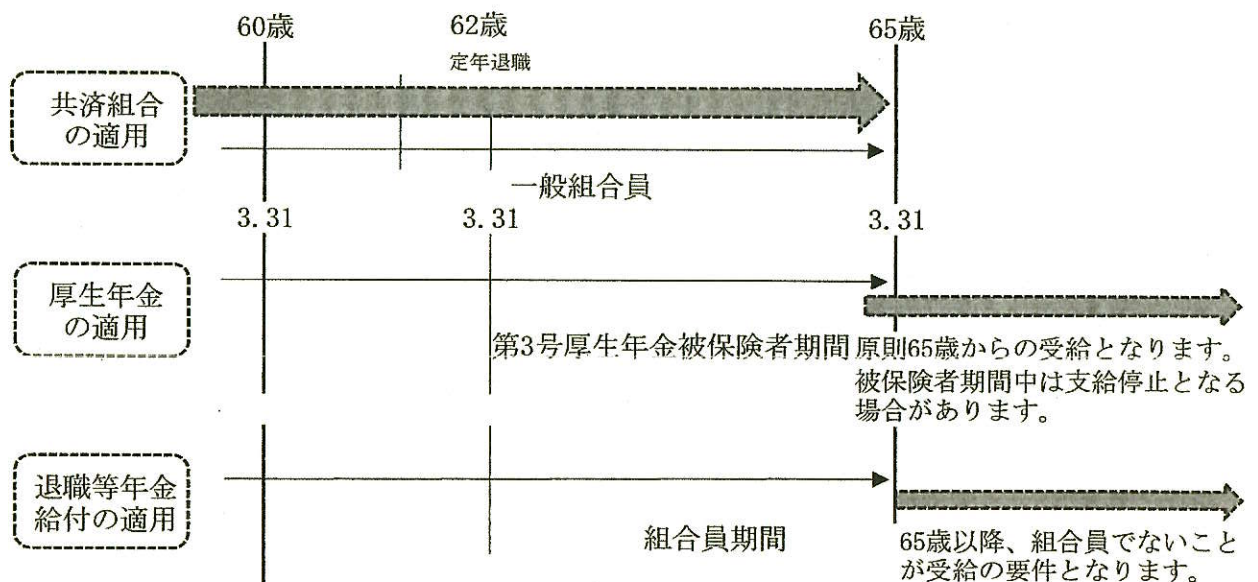 60歳
62歳
65歳
定年退職
共済組合
の適用
一般組合員
3.31
3.31
3.31
厚生年金
の適用
第3号厚生年金被保険者期間
原則65歳からの受給となります。
被保険者期間中は支給停止となる
場合があります。
退職等年金
給付の適用
組合員期間
65歳以降、組合員でないこと
が受給の要件となります。